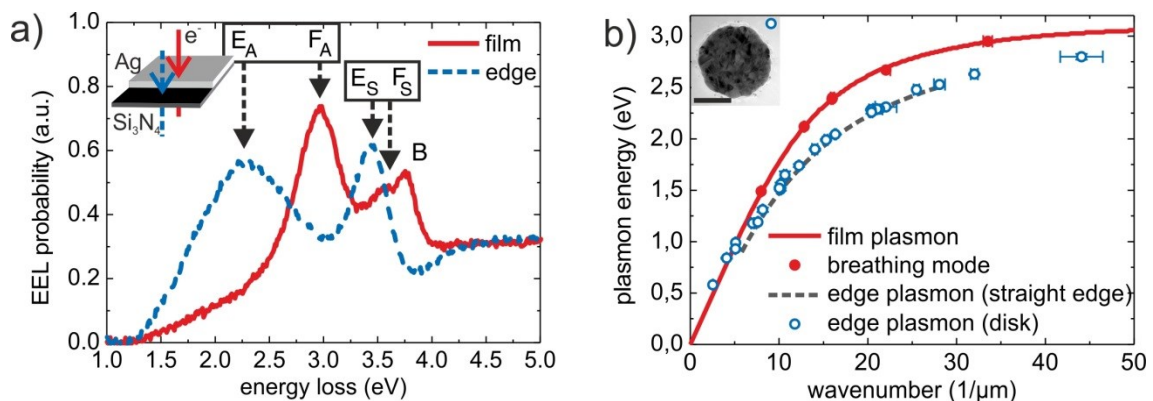 a)
EEL probability (a.u.)
1.0
0.8
0.6
0.4
0.2
0.0
E_A F_A
E_S F_S
B
film
edge
e⁻
Ag
Si₃N₄
1.0 1.5 2.0 2.5 3.0 3.5 4.0 4.5 5.0
energy loss (eV)
b)
plasmon energy (eV)
3,0
2,5
2,0
1,5
1,0
0,5
0,0
film plasmon
breathing mode
edge plasmon (straight edge)
edge plasmon (disk)
0 10 20 30 40 50
wavenumber (1/µm)